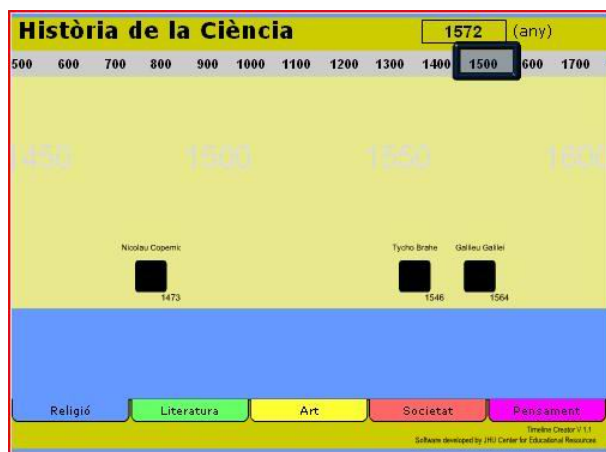 Història de la Ciència
1572 (any)
500 600 700 800 900 1000 1100 1200 1300 1400 1500 600 1700
1450 1500 1550 1600
Nicolau Copernic Tycho Brahe Galileu Galilei
1473 1546 1564
Religió Literatura Art Societat Pensament
Timeline Creator V 1.1
Software developed by JHU Center for Educational Resources